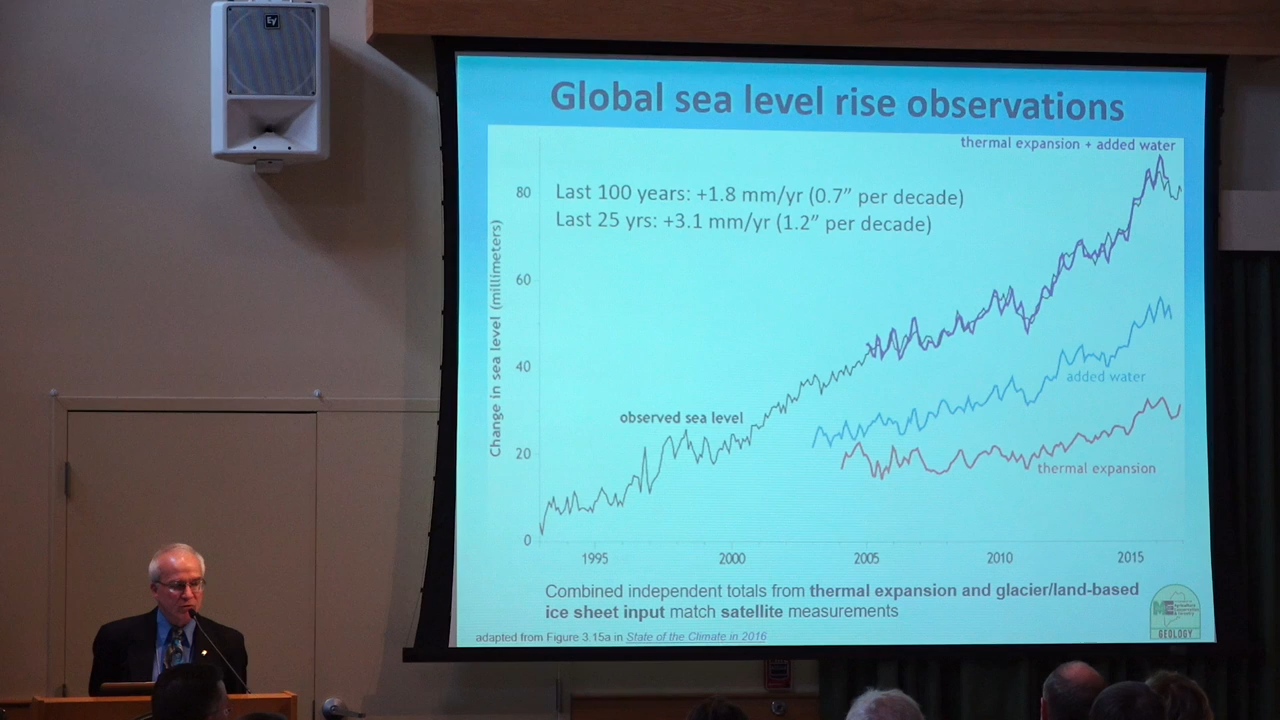 EV
Global sea level rise observations
thermal expansion + added water
Last 100 years: +1.8 mm/yr (0.7” per decade)
Last 25 yrs: +3.1 mm/yr (1.2” per decade)
Change in sea level (millimeters)
80
60
40
20
0
observed sea level
added water
thermal expansion
1995
2000
2005
2010
2015
Combined independent totals from thermal expansion and glacier/land-based
ice sheet input match satellite measurements
adapted from Figure 3.15a in State of the Climate in 2016
GEOLOGY